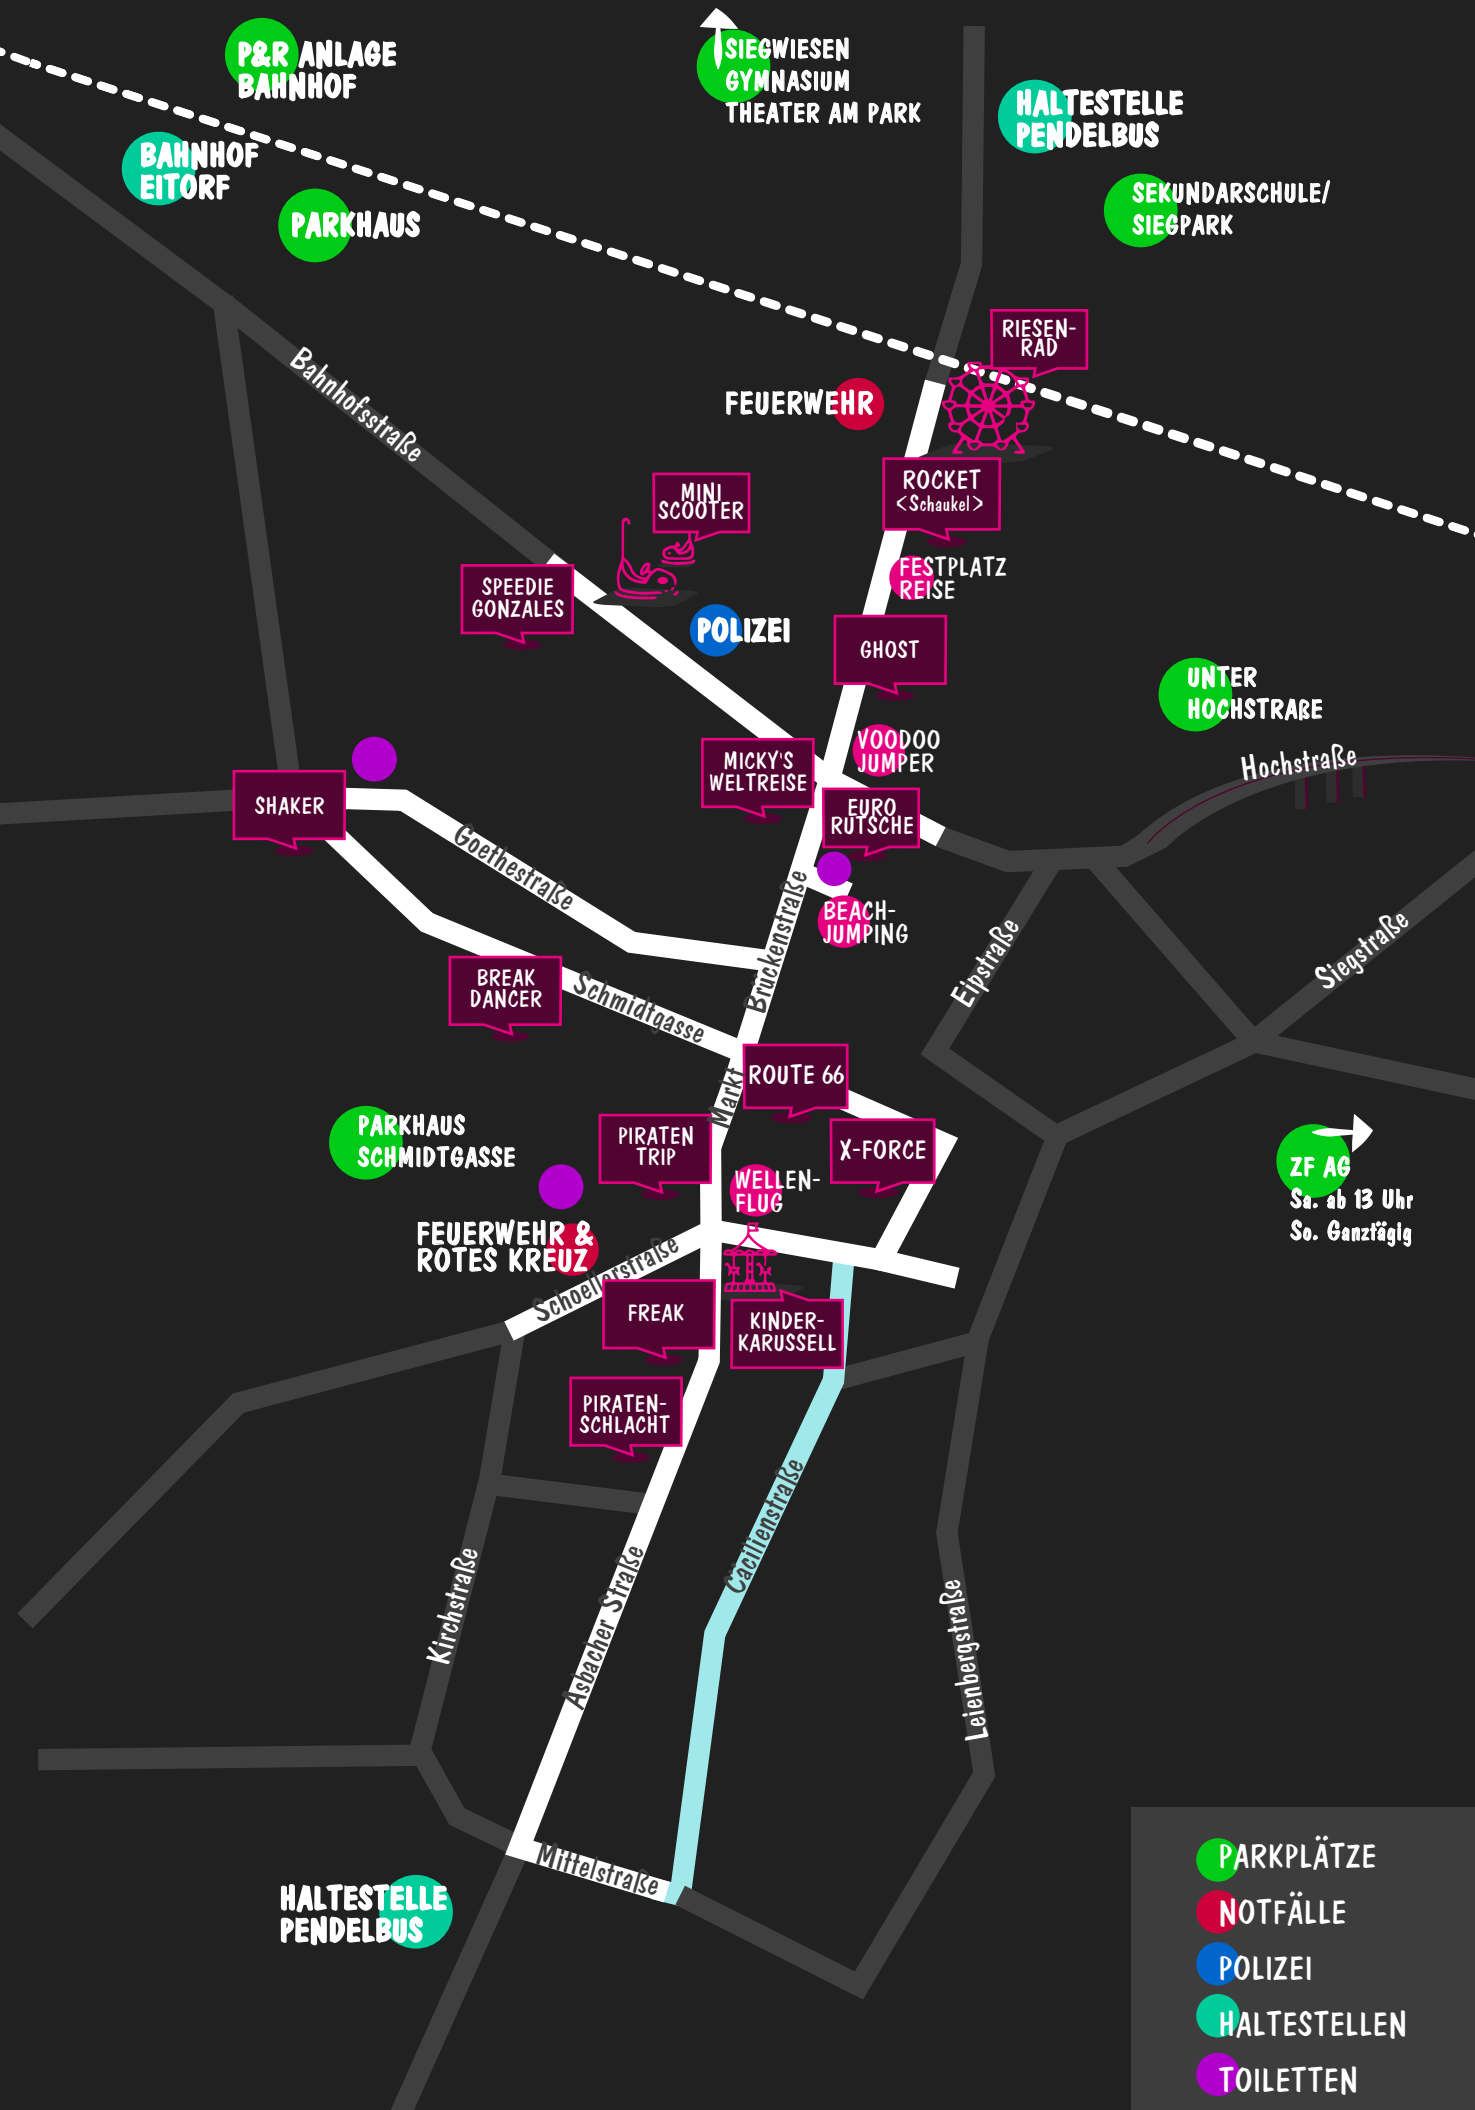 P&R ANLAGE
BAHNHOF
SIEGWIESEN
GYMNASIUM
THEATER AM PARK
HALTESTELLE
PENDELBUS
BAHNHOF
EITORF
PARKHAUS
SEKUNDARSCHULE/
SIEGPARK
RIESEN-
RAD
Bahnhofsstraße
FEUERWEHR
ROCKET
<Schaukel>
MINI
SCOOTER
FESTPLATZ
REISE
SPEEDIE
GONZALES
POLIZEI
GHOST
UNTER
HOCHSTRAßE
Hochstraße
VOODOO
JUMPER
MICKY'S
WELTREISE
SHAKER
EURO
RUTSCHE
Goethestraße
Brückenstraße
BEACH-
JUMPING
Eipstraße
Siegstraße
BREAK
DANCER
Schmidtgasse
Markt
ROUTE 66
PARKHAUS
SCHMIDTGASSE
PIRATEN
TRIP
X-FORCE
ZF AG
Sa. ab 13 Uhr
So. Ganztägig
WELLEN-
FLUG
FEUERWEHR &
ROTES KREUZ
Schoellerstraße
FREAK
KINDER-
KARUSSELL
PIRATEN-
SCHLACHT
Cäcilienstraße
Kirchstraße
Asbacher Straße
Leienbergstraße
Mittelstraße
HALTESTELLE
PENDELBUS
PARKPLÄTZE
NOTFÄLLE
POLIZEI
HALTESTELLEN
TOILETTEN